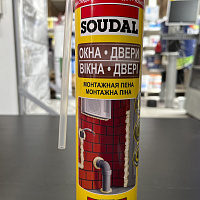 SOUDAL
ОКНА • ДВЕРИ
ВІКНА • ДВЕРІ
МОНТАЖНАЯ ПЕНА
МОНТАЖНА ПІНА